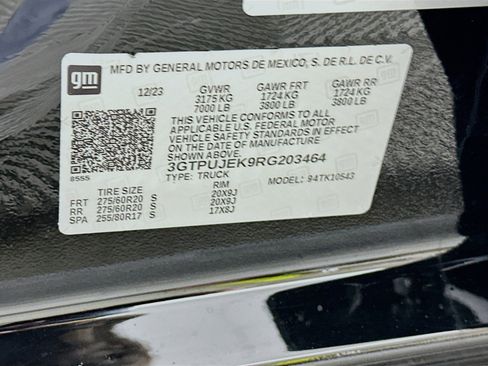 gm
MFD BY GENERAL MOTORS DE MEXICO, S. DE R.L. DE C.V.
12/23 GVWR GAWR FRT GAWR RR
3175 KG 1724 KG 1724 KG
7000 LB 3800 LB 3800 LB
THIS VEHICLE CONFORMS TO ALL APPLICABLE U.S. FEDERAL MOTOR
VEHICLE SAFETY STANDARDS IN EFFECT ON THE DATE OF
MANUFACTURE SHOWN ABOVE.
3GTPUJEK9RG203464
8555 TYPE: TRUCK MODEL: 94TK10543
TIRE SIZE RIM
FRT 275/60R20 S 20X9J
RR 275/60R20 S 20X9J
SPA 255/80R17 S 17X8J